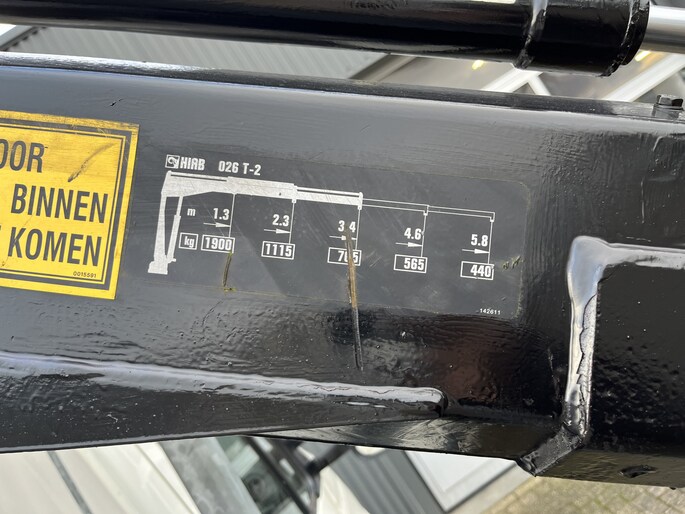 OOR
BINNEN
KOMEN
0015591
HIAB 026 T-2
m 1.3 2.3 3.4 4.6 5.8
kg 1900 1115 765 565 440
142611